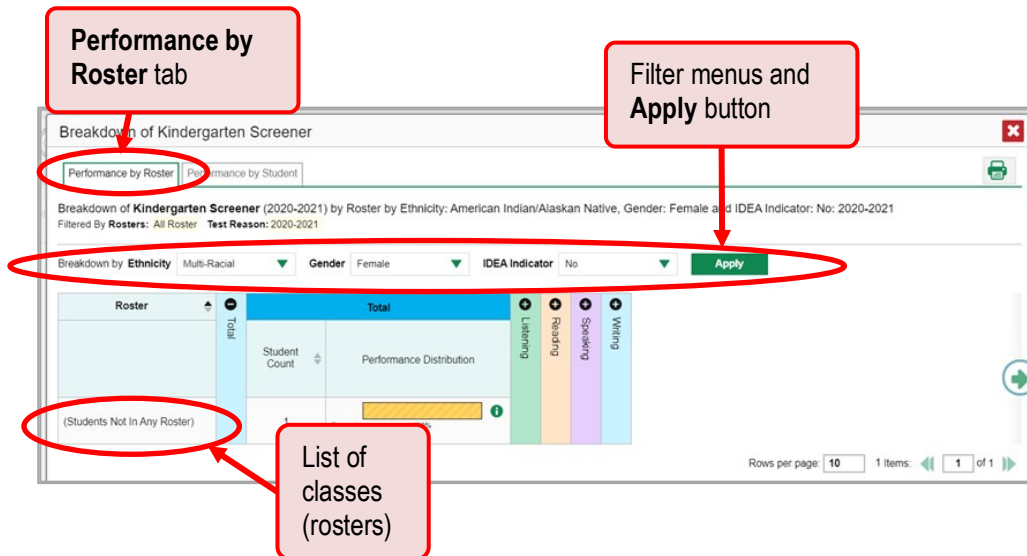 Performance by
Roster tab
Filter menus and
Apply button
Breakdown of Kindergarten Screener
Performance by Roster
Performance by Student
Breakdown of Kindergarten Screener (2020-2021) by Roster by Ethnicity: American Indian/Alaskan Native, Gender: Female and IDEA Indicator: No: 2020-2021
Filtered By Rosters: All Roster Test Reason: 2020-2021
Breakdown by Ethnicity Multi-Racial Gender Female IDEA Indicator No Apply
Roster
Total
Total
Listening
Reading
Speaking
Writing
Student
Count
Performance Distribution
(Students Not In Any Roster)
1
List of
classes
(rosters)
Rows per page: 10 1 Items: 1 of 1